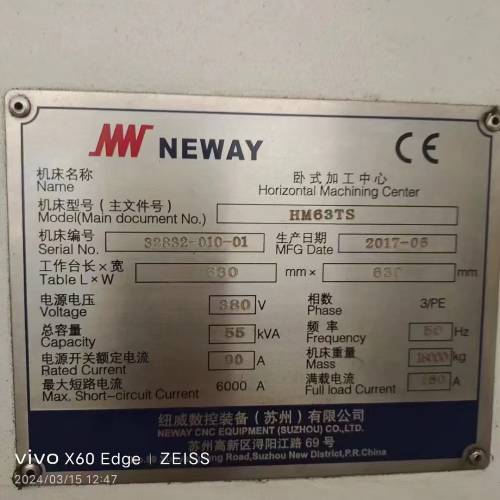 NEWAY CE
机床名称 卧式加工中心
Name Horizontal Machining Center
机床型号(主文件号) HM63TS
Model(Main document No.)
机床编号 32832-010-01 生产日期 2017-06
Serial No. MFG Date
工作台长×宽 630 mm× 630 mm
Table L×W
电源电压 380 V 相数 3/PE
Voltage Phase
总容量 55 kVA 频率 50 Hz
Capacity Frequency
电源开关额定电流 90 A 机床重量 18000 kg
Rated Current Mass
最大短路电流 6000 A 满载电流 A
Max. Short-circuit Current Full load Current
纽威数控装备(苏州)有限公司
NEWAY CNC EQUIPMENT (SUZHOU) CO.,LTD.
苏州高新区浔阳江路69号
Road,Suzhou New District,P.R.China
vivo X60 Edge | ZEISS
2024/03/15 12:47